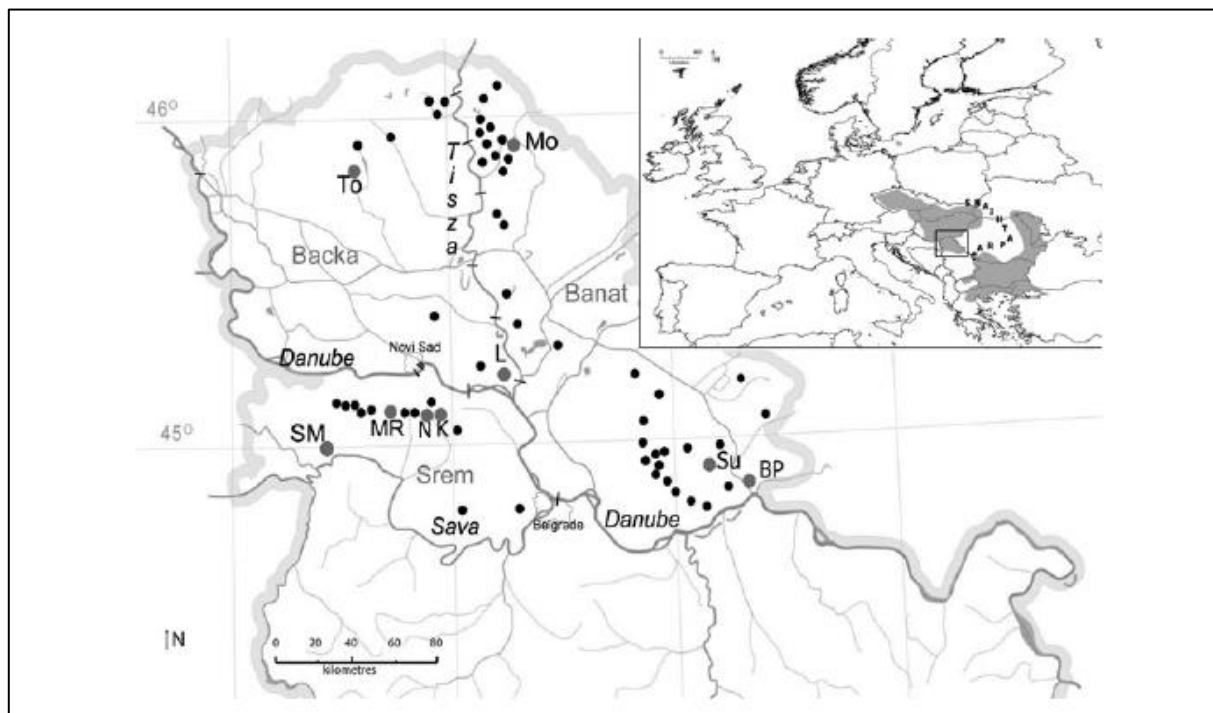 46°
Mo
Tisza
To
Backa
Banat
Novi Sad
L
Danube
MR
N
K
45°
SM
Su
BP
Srem
Sava
Belgrade
Danube
N
0 20 40 60 80
kilometres